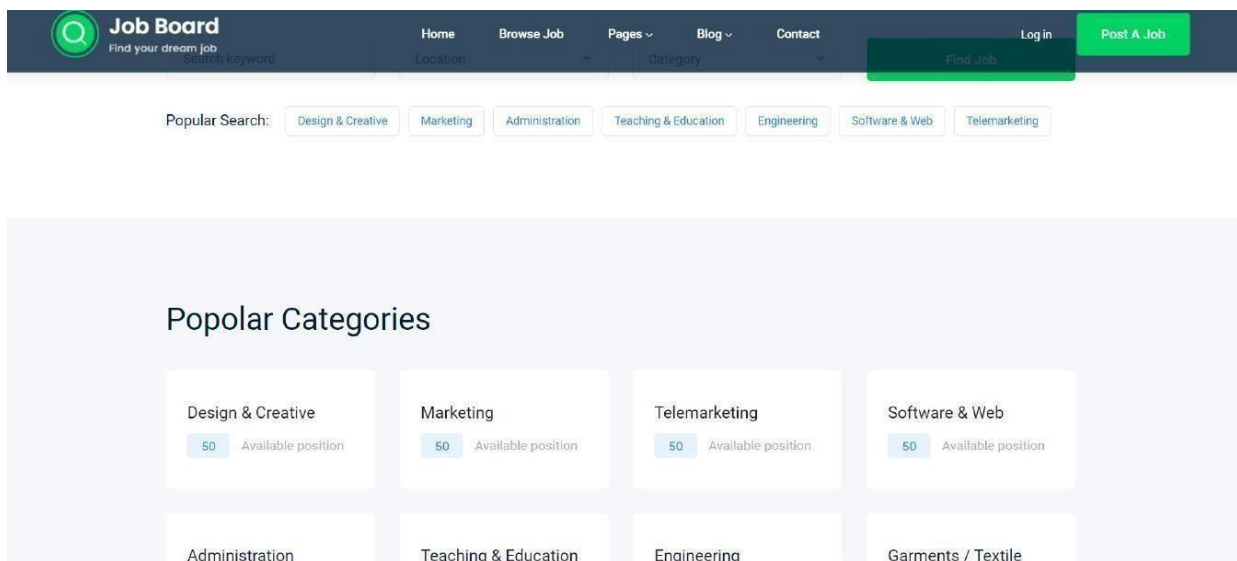 Job Board
Find your dream job
Home Browse Job Pages Blog Contact Log in Post A Job
Search keyword Location Category Find Job
Popular Search: Design & Creative Marketing Administration Teaching & Education Engineering Software & Web Telemarketing
Popolar Categories
Design & Creative Marketing Telemarketing Software & Web
50 Available position 50 Available position 50 Available position 50 Available position
Administration Teaching & Education Engineering Garments / Textile